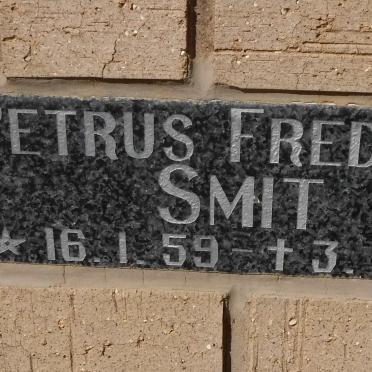 ETRUS FRED
SMIT
★ 16.1.59 - † 3.